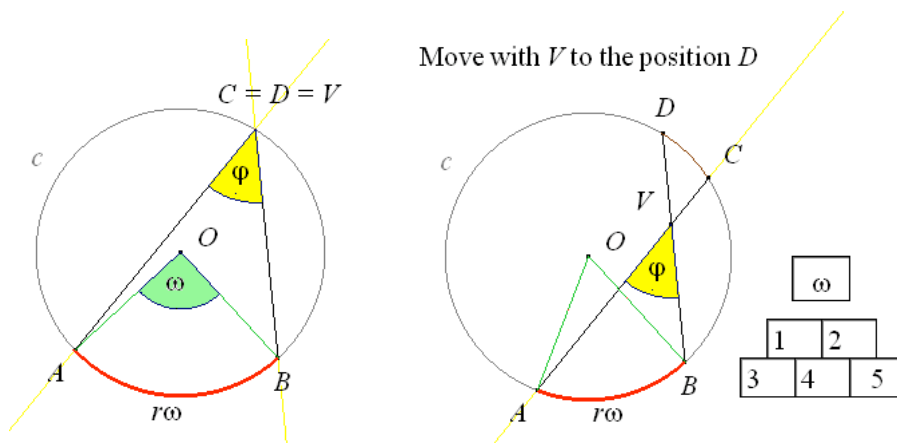 Move with V to the position D
C = D = V
c
φ
O
ω
A
B
rω
D
c
C
V
O
φ
A
B
rω
ω
1 2
3 4 5